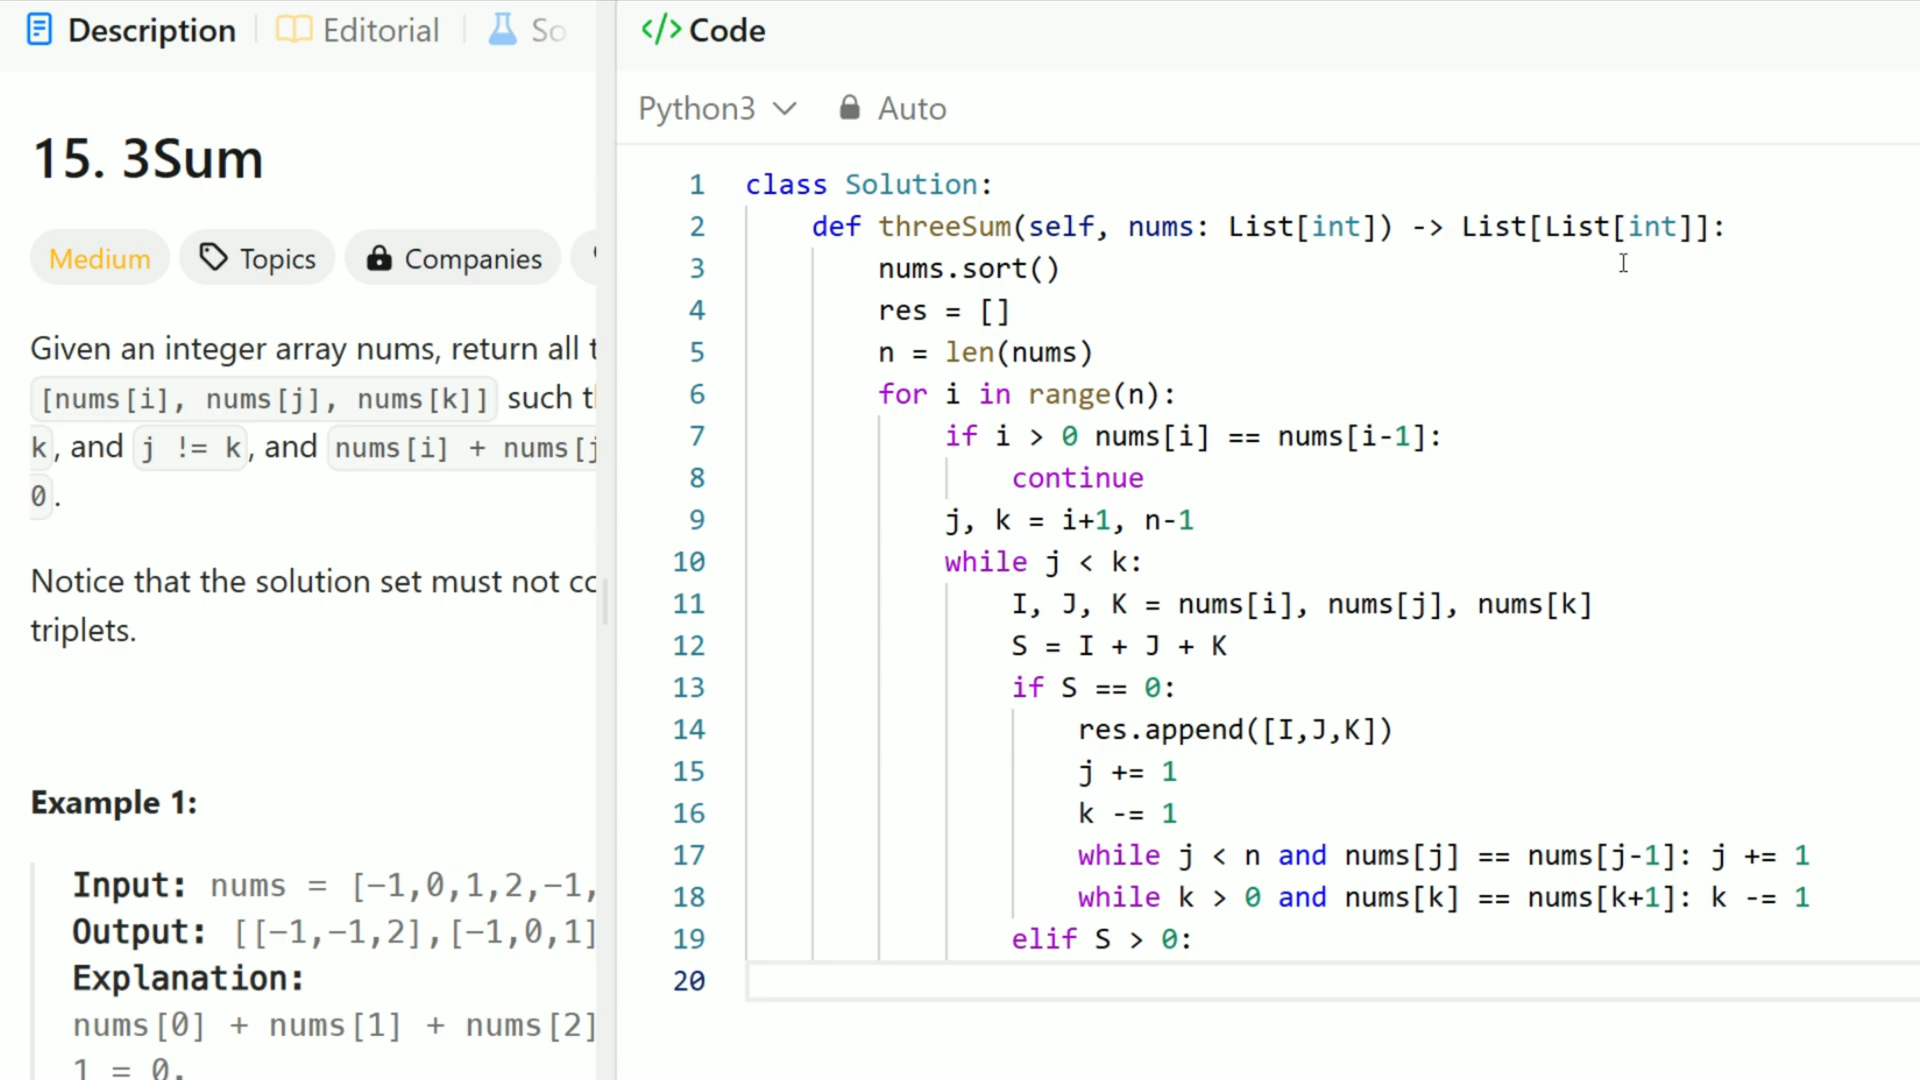 Description
Editorial
So
15. 3Sum
Medium
Topics
Companies
Given an integer array nums, return all t
[nums[i], nums[j], nums[k]] such th
k, and j != k, and nums[i] + nums[j
0.
Notice that the solution set must not co
triplets.
Example 1:
Input: nums = [-1,0,1,2,-1,
Output: [[-1,-1,2],[-1,0,1]
Explanation:
nums[0] + nums[1] + nums[2]
1 = 0.
</> Code
Python3
Auto
1 class Solution:
2 def threeSum(self, nums: List[int]) -> List[List[int]]:
3 nums.sort()
4 res = []
5 n = len(nums)
6 for i in range(n):
7 if i > 0 nums[i] == nums[i-1]:
8 continue
9 j, k = i+1, n-1
10 while j < k:
11 I, J, K = nums[i], nums[j], nums[k]
12 S = I + J + K
13 if S == 0:
14 res.append([I,J,K])
15 j += 1
16 k -= 1
17 while j < n and nums[j] == nums[j-1]: j += 1
18 while k > 0 and nums[k] == nums[k+1]: k -= 1
19 elif S > 0:
20